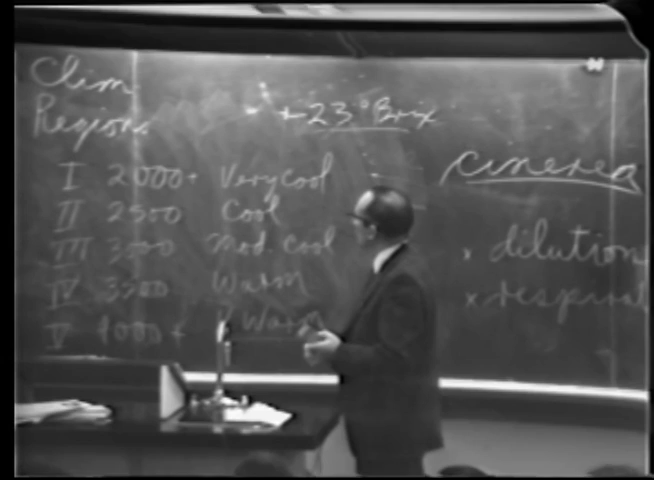 Clim
Regions
+ 23° Brix
I 2000+ Very cool
II 2500 Cool
III 3000 Mod. cool
IV 3500 Warm
V 4000+ V Warm
cinerea
x dilution
x respirat